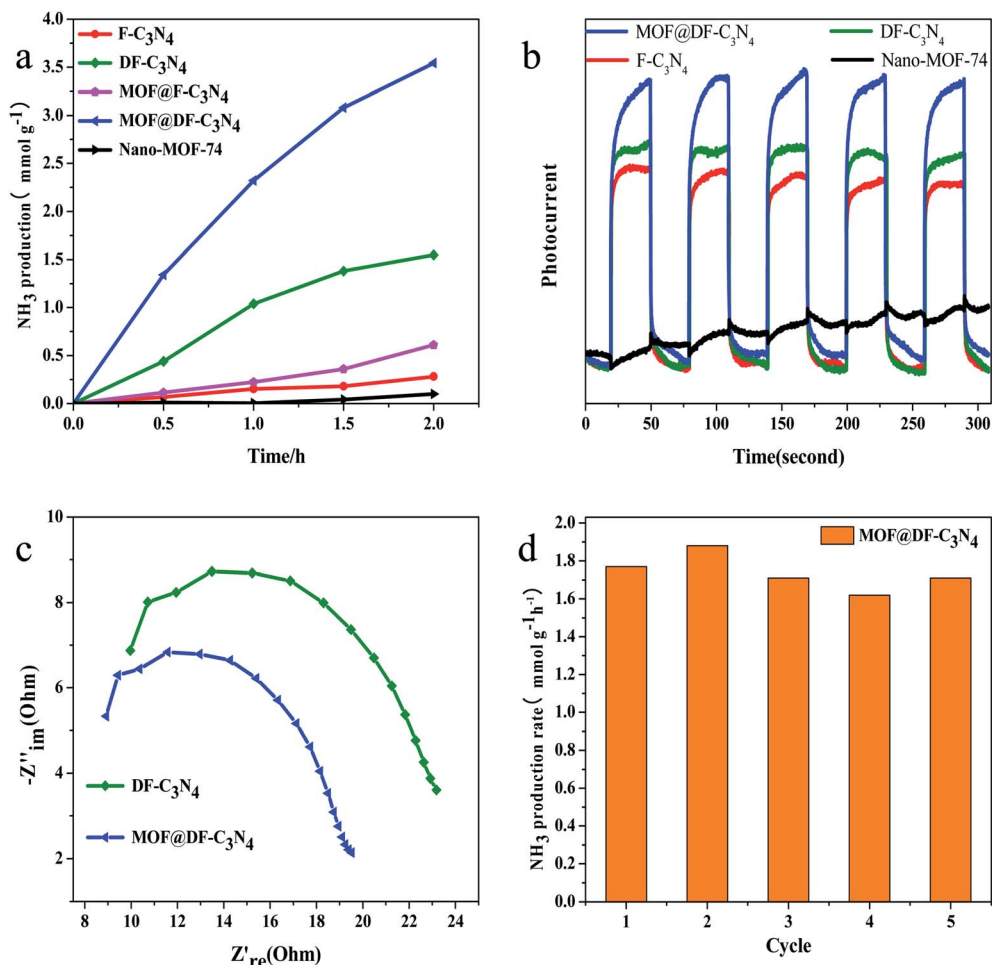 a
F-C₃N₄
DF-C₃N₄
MOF@F-C₃N₄
MOF@DF-C₃N₄
Nano-MOF-74
4.0
3.5
3.0
2.5
2.0
1.5
1.0
0.5
0.0
NH₃ production( mmol g⁻¹)
0.0 0.5 1.0 1.5 2.0
Time/h
b
MOF@DF-C₃N₄ DF-C₃N₄
F-C₃N₄ Nano-MOF-74
Photocurrent
0 50 100 150 200 250 300
Time(second)
c
10
8
6
4
2
-Z''im(Ohm)
DF-C₃N₄
MOF@DF-C₃N₄
8 10 12 14 16 18 20 22 24
Z're(Ohm)
d
MOF@DF-C₃N₄
2.0
1.8
1.6
1.4
1.2
1.0
0.8
0.6
0.4
0.2
0.0
NH₃ production rate( mmol g⁻¹h⁻¹)
1 2 3 4 5
Cycle